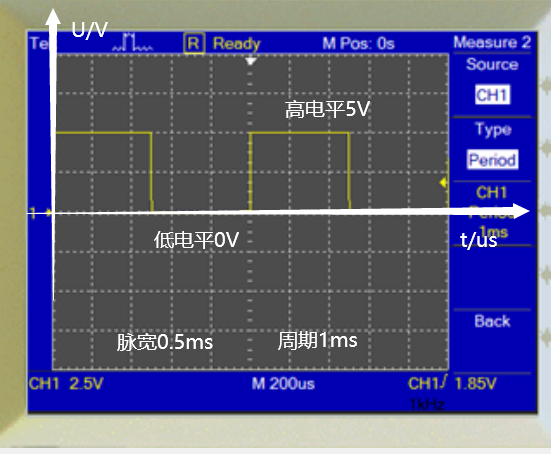 U/V
Te
R Ready
M Pos: 0s
Measure 2
Source
CH1
Type
Period
CH1
Period
1ms
Back
高电平5V
1
低电平0V
t/us
脉宽0.5ms
周期1ms
CH1 2.5V
M 200us
CH1 1.85V
1kHz